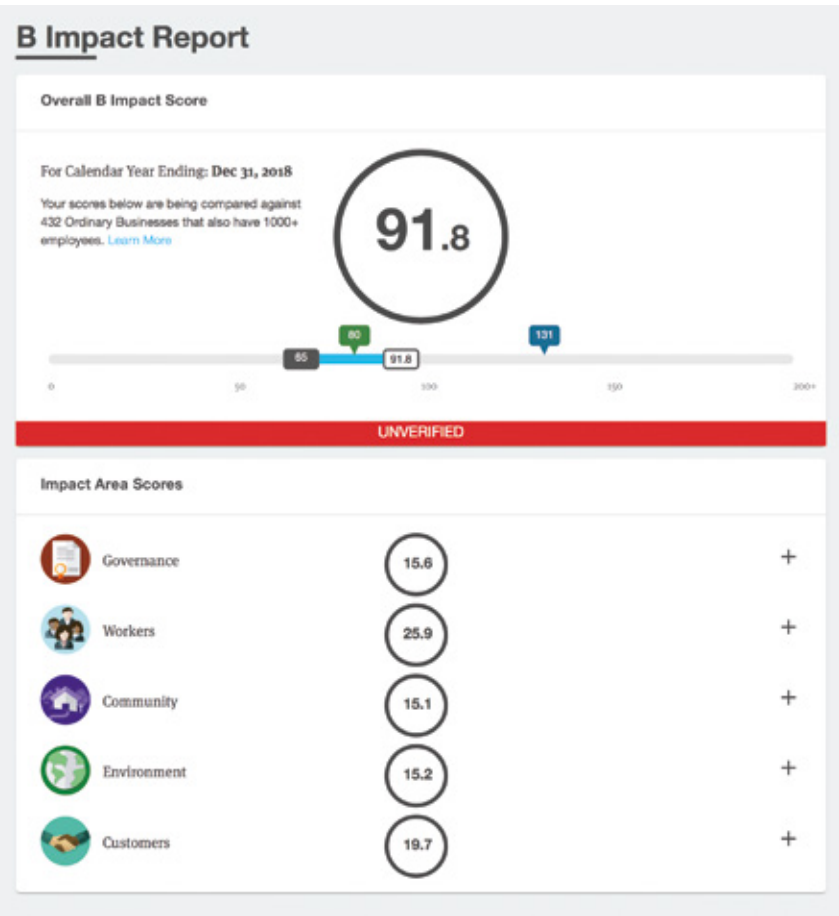 B Impact Report
Overall B Impact Score
For Calendar Year Ending: Dec 31, 2018
Your scores below are being compared against
432 Ordinary Businesses that also have 1000+
employees. Learn More
91.8
80
131
65
91.8
0 50 100 150 200+
UNVERIFIED
Impact Area Scores
Governance 15.6 +
Workers 25.9 +
Community 15.1 +
Environment 15.2 +
Customers 19.7 +